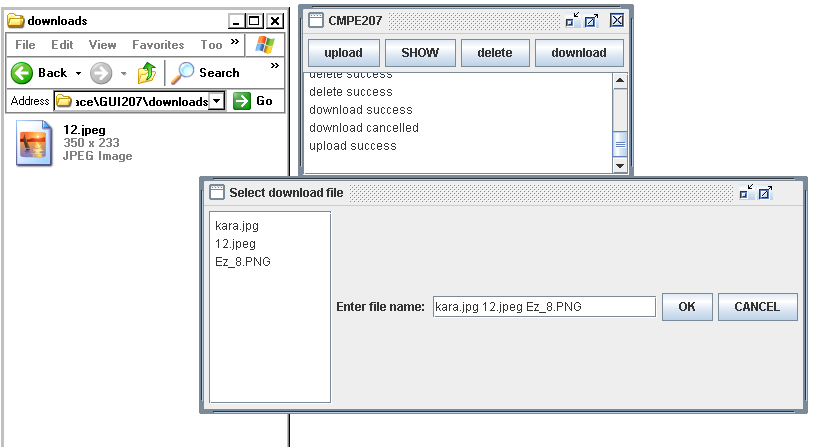 downloads
File Edit View Favorites Too »
Back Search »
Address ace\GUI207\downloads Go
12.jpeg
350 x 233
JPEG Image
CMPE207
upload SHOW delete download
delete success
delete success
download success
download cancelled
upload success
Select download file
kara.jpg
12.jpeg
Ez_8.PNG
Enter file name: kara.jpg 12.jpeg Ez_8.PNG OK CANCEL